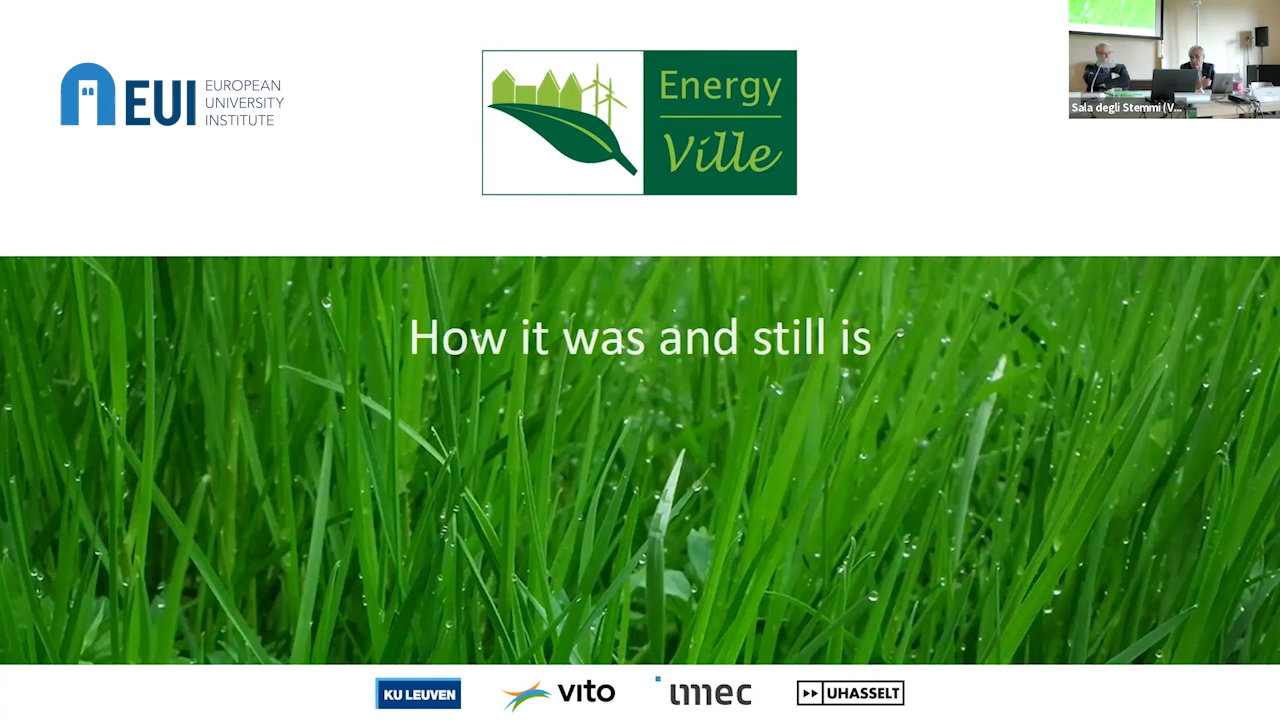 EUI
EUROPEAN
UNIVERSITY
INSTITUTE
Energy
Ville
Sala degli Stemmi (V...
How it was and still is
KU LEUVEN
vito
imec
UHASSELT